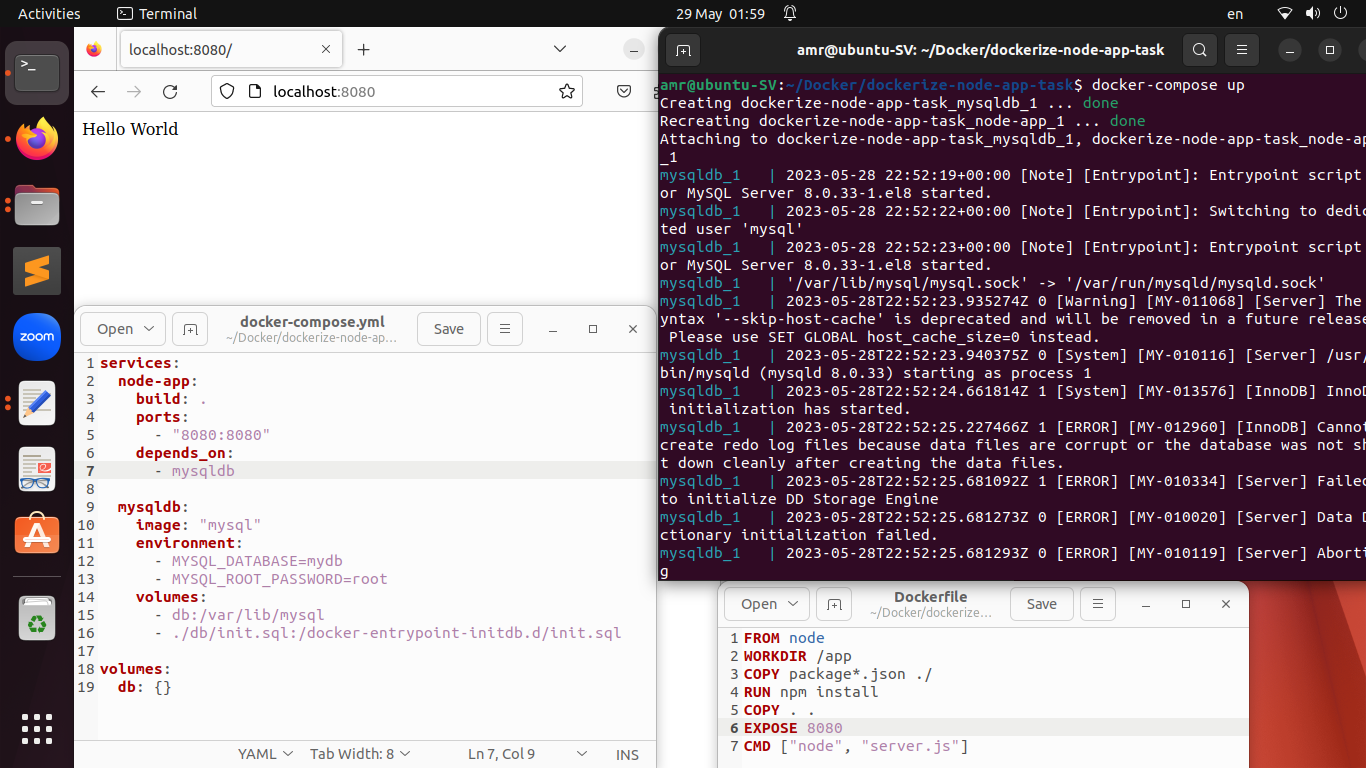 Activities
Terminal
29 May 01:59
en
localhost:8080/
localhost:8080
Hello World
amr@ubuntu-SV: ~/Docker/dockerize-node-app-task
amr@ubuntu-SV:~/Docker/dockerize-node-app-task$ docker-compose up
Creating dockerize-node-app-task_mysqldb_1 ... done
Recreating dockerize-node-app-task_node-app_1 ... done
Attaching to dockerize-node-app-task_mysqldb_1, dockerize-node-app-task_node-ap
_1
mysqldb_1   | 2023-05-28 22:52:19+00:00 [Note] [Entrypoint]: Entrypoint script
or MySQL Server 8.0.33-1.el8 started.
mysqldb_1   | 2023-05-28 22:52:22+00:00 [Note] [Entrypoint]: Switching to dedic
ted user 'mysql'
mysqldb_1   | 2023-05-28 22:52:23+00:00 [Note] [Entrypoint]: Entrypoint script
or MySQL Server 8.0.33-1.el8 started.
mysqldb_1   | '/var/lib/mysql/mysql.sock' -> '/var/run/mysqld/mysqld.sock'
mysqldb_1   | 2023-05-28T22:52:23.935274Z 0 [Warning] [MY-011068] [Server] The
yntax '--skip-host-cache' is deprecated and will be removed in a future release
 Please use SET GLOBAL host_cache_size=0 instead.
mysqldb_1   | 2023-05-28T22:52:23.940375Z 0 [System] [MY-010116] [Server] /usr/
bin/mysqld (mysqld 8.0.33) starting as process 1
mysqldb_1   | 2023-05-28T22:52:24.661814Z 1 [System] [MY-013576] [InnoDB] InnoD
 initialization has started.
mysqldb_1   | 2023-05-28T22:52:25.227466Z 1 [ERROR] [MY-012960] [InnoDB] Cannot
create redo log files because data files are corrupt or the database was not sh
t down cleanly after creating the data files.
mysqldb_1   | 2023-05-28T22:52:25.681092Z 1 [ERROR] [MY-010334] [Server] Failed
to initialize DD Storage Engine
mysqldb_1   | 2023-05-28T22:52:25.681273Z 0 [ERROR] [MY-010020] [Server] Data D
ctionary initialization failed.
mysqldb_1   | 2023-05-28T22:52:25.681293Z 0 [ERROR] [MY-010119] [Server] Aborti
g
zoom
Open
docker-compose.yml
~/Docker/dockerize-node-ap...
Save
1 services:
2   node-app:
3     build: .
4     ports:
5       - "8080:8080"
6     depends_on:
7       - mysqldb
8
9   mysqldb:
10     image: "mysql"
11     environment:
12       - MYSQL_DATABASE=mydb
13       - MYSQL_ROOT_PASSWORD=root
14     volumes:
15       - db:/var/lib/mysql
16       - ./db/init.sql:/docker-entrypoint-initdb.d/init.sql
17
18 volumes:
19   db: {}
YAML
Tab Width: 8
Ln 7, Col 9
INS
Open
Dockerfile
~/Docker/dockerize...
Save
1 FROM node
2 WORKDIR /app
3 COPY package*.json ./
4 RUN npm install
5 COPY . .
6 EXPOSE 8080
7 CMD ["node", "server.js"]